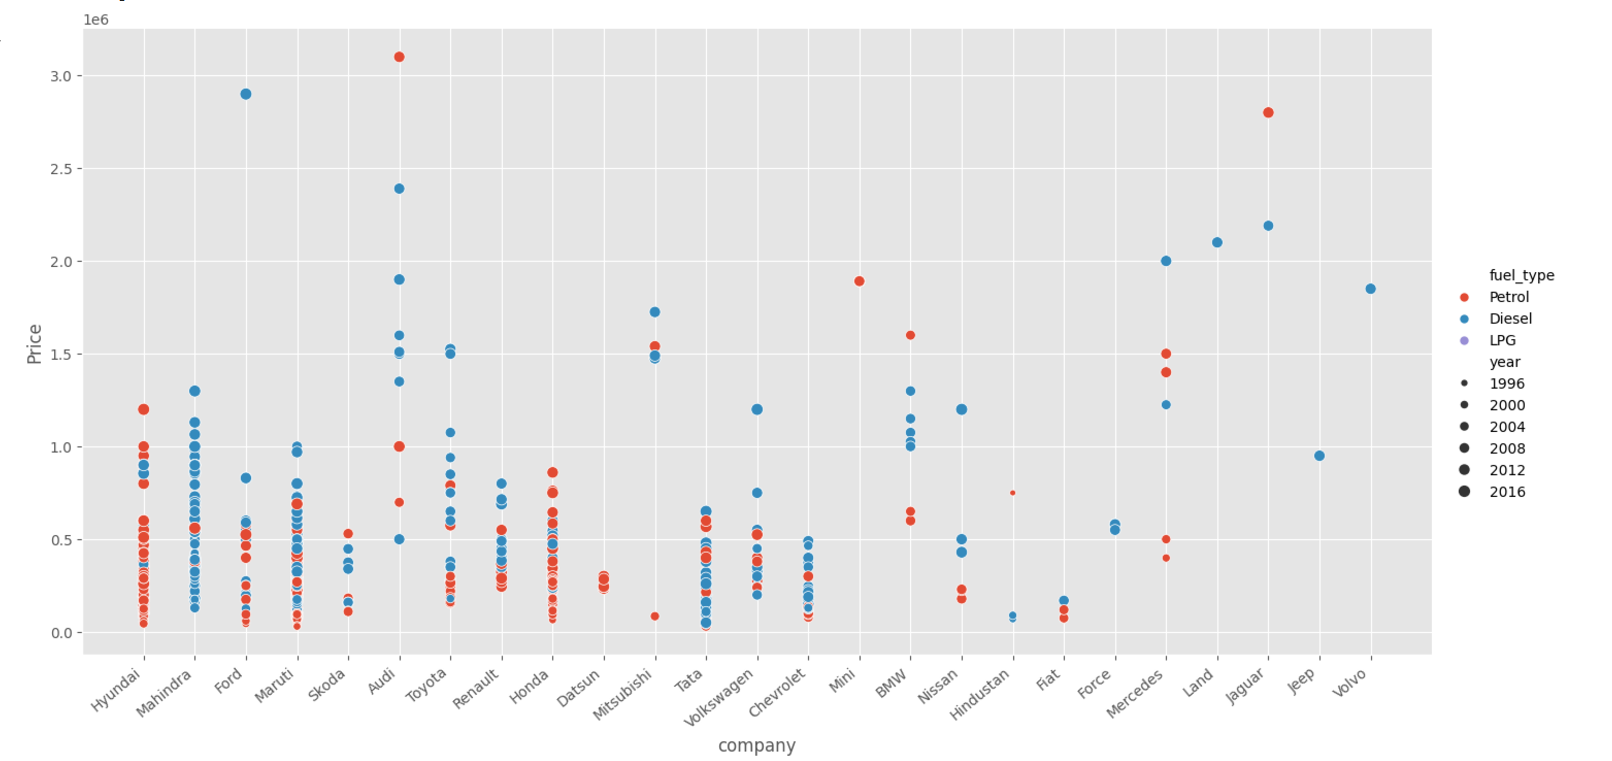 1e6
3.0
2.5
2.0
1.5
1.0
0.5
0.0
Price
Hyundai
Mahindra
Ford
Maruti
Skoda
Audi
Toyota
Renault
Honda
Datsun
Mitsubishi
Tata
Volkswagen
Chevrolet
Mini
BMW
Nissan
Hindustan
Fiat
Force
Mercedes
Land
Jaguar
Jeep
Volvo
company
fuel_type
Petrol
Diesel
LPG
year
1996
2000
2004
2008
2012
2016